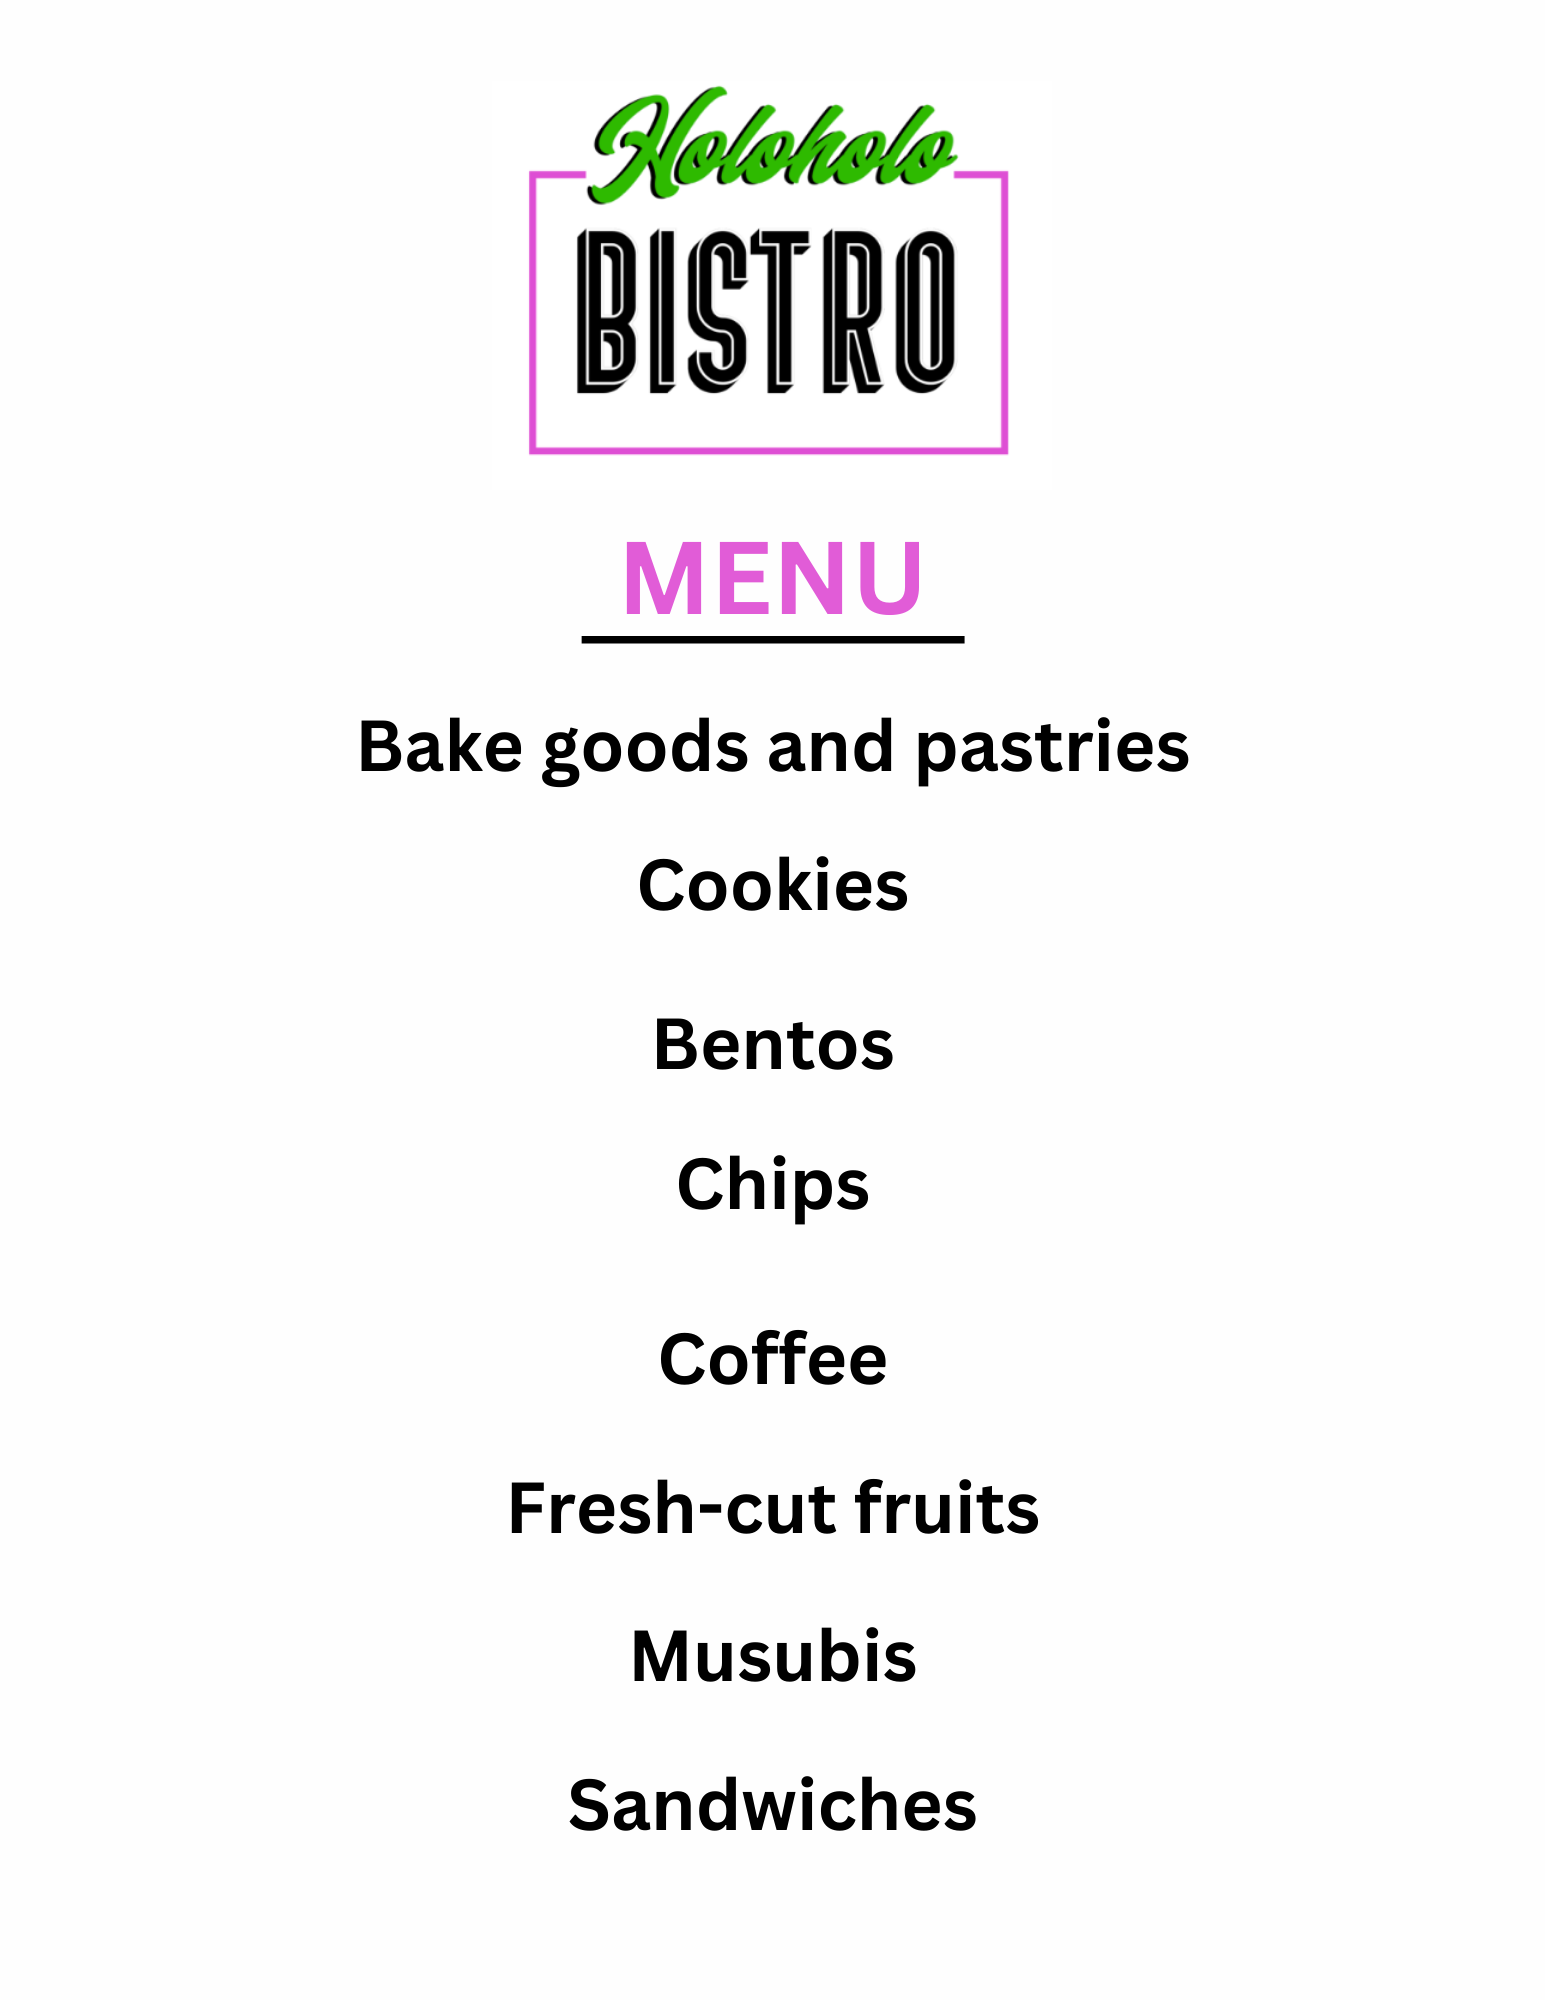 Holoholo
BISTRO
MENU
Bake goods and pastries
Cookies
Bentos
Chips
Coffee
Fresh-cut fruits
Musubis
Sandwiches